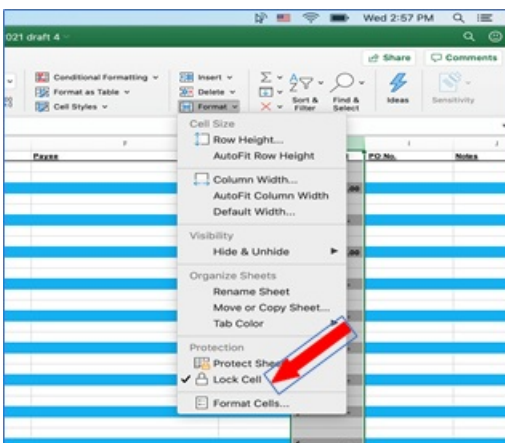 Wed 2:57 PM
021 draft 4
Share
Comments
Conditional Formatting
Format as Table
Cell Styles
Insert
Delete
Format
Sort &
Filter
Find &
Select
Ideas
Sensitivity
F
I
J
Payee
PO No.
Notes
Cell Size
Row Height...
AutoFit Row Height
Column Width...
AutoFit Column Width
Default Width...
Visibility
Hide & Unhide
Organize Sheets
Rename Sheet
Move or Copy Sheet...
Tab Color
Protection
Protect She
Lock Cell
Format Cells...
.00
.00